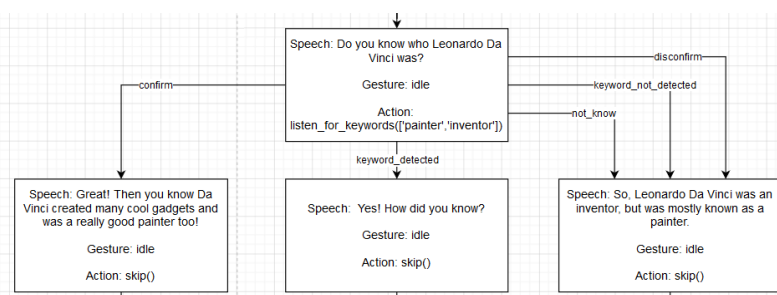 Speech: Do you know who Leonardo Da
Vinci was?
Gesture: idle
Action:
listen_for_keywords(['painter','inventor'])
disconfirm
confirm
keyword_not_detected
not_know
keyword_detected
Speech: Great! Then you know Da
Vinci created many cool gadgets and
was a really good painter too!
Gesture: idle
Action: skip()
Speech: Yes! How did you know?
Gesture: idle
Action: skip()
Speech: So, Leonardo Da Vinci was an
inventor, but was mostly known as a
painter.
Gesture: idle
Action: skip()